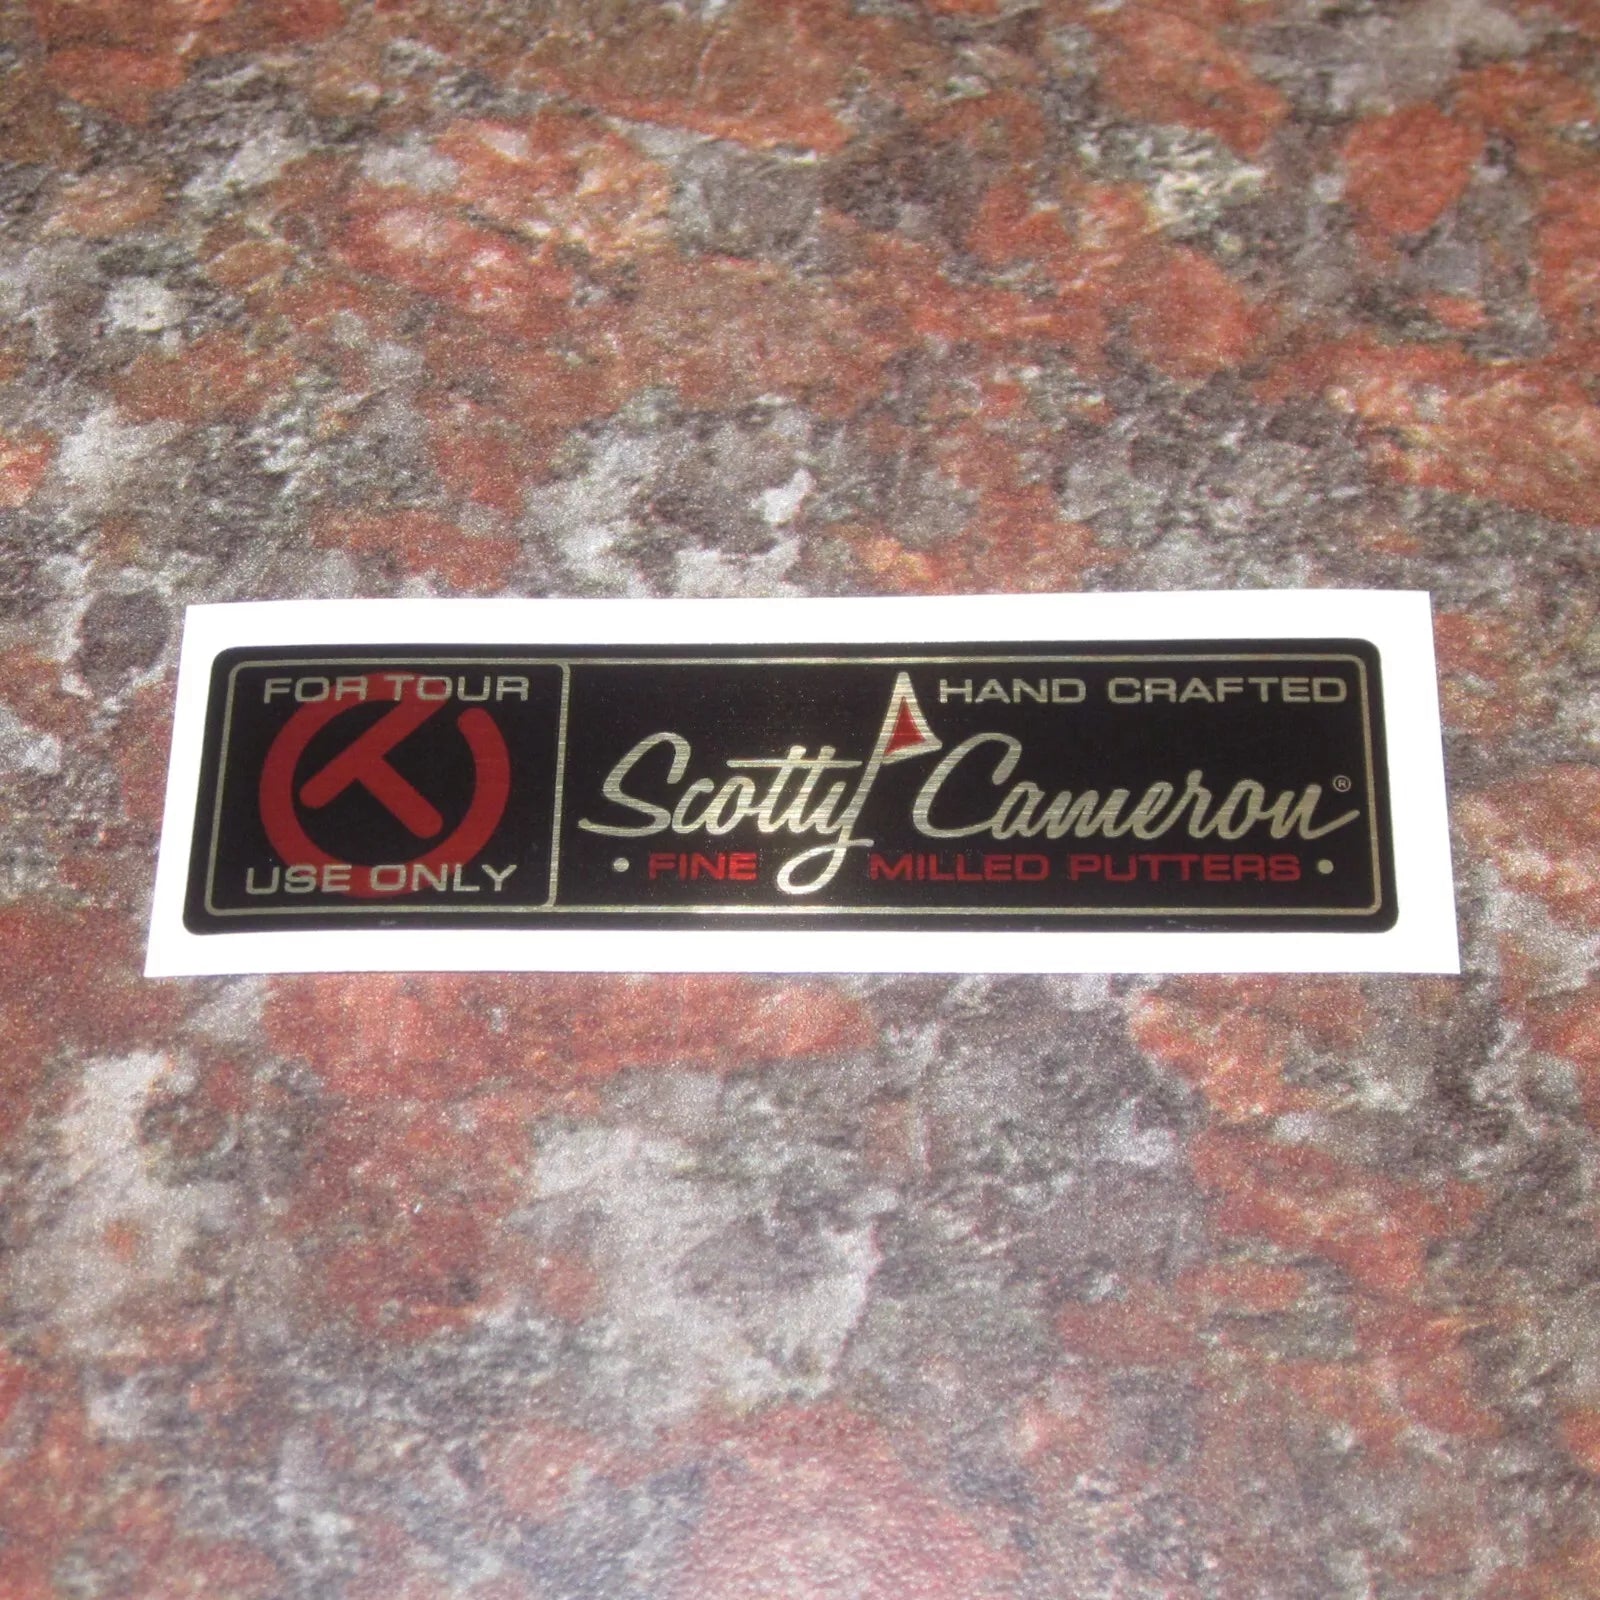 FOR TOUR
USE ONLY
HAND CRAFTED
Scotty Cameron®
• FINE MILLED PUTTERS •